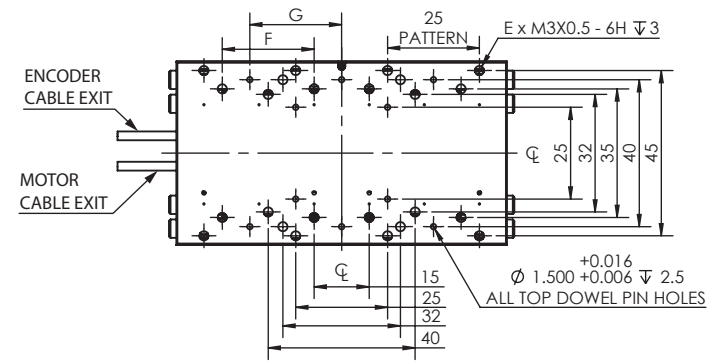 G
25
F
PATTERN
E x M3X0.5 - 6H ↧ 3
ENCODER
CABLE EXIT
MOTOR
CABLE EXIT
℄
25
32
35
40
45
+0.016
Ø 1.500 +0.006 ↧ 2.5
ALL TOP DOWEL PIN HOLES
℄
15
25
32
40